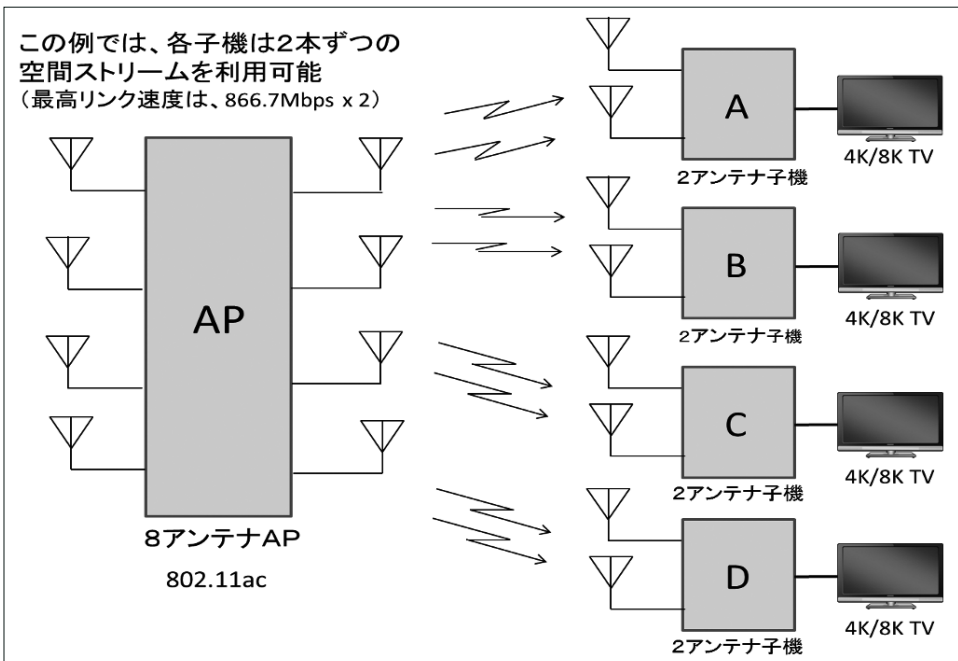 この例では、各子機は2本ずつの
空間ストリームを利用可能
（最高リンク速度は、866.7Mbps x 2）
AP
8アンテナAP
802.11ac
A
2アンテナ子機
4K/8K TV
B
2アンテナ子機
4K/8K TV
C
2アンテナ子機
4K/8K TV
D
2アンテナ子機
4K/8K TV